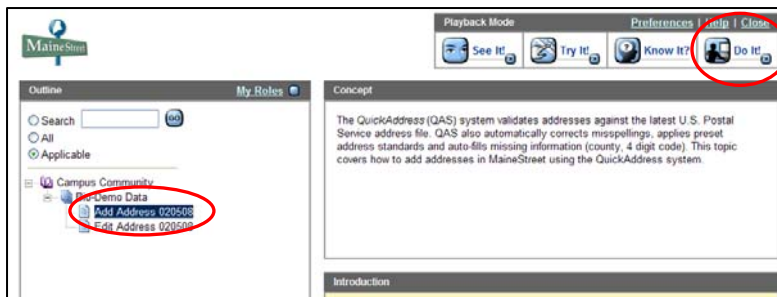 MaineStreet
Playback Mode Preferences | Help | Close
See It! Try It! Know It? Do It!
Outline My Roles
Search GO
All
Applicable
Campus Community
Bio-Demo Data
Add Address 020508
Edit Address 020508
Concept
The QuickAddress (QAS) system validates addresses against the latest U.S. Postal
Service address file. QAS also automatically corrects misspellings, applies preset
address standards and auto-fills missing information (county, 4 digit code). This topic
covers how to add addresses in MaineStreet using the QuickAddress system.
Introduction